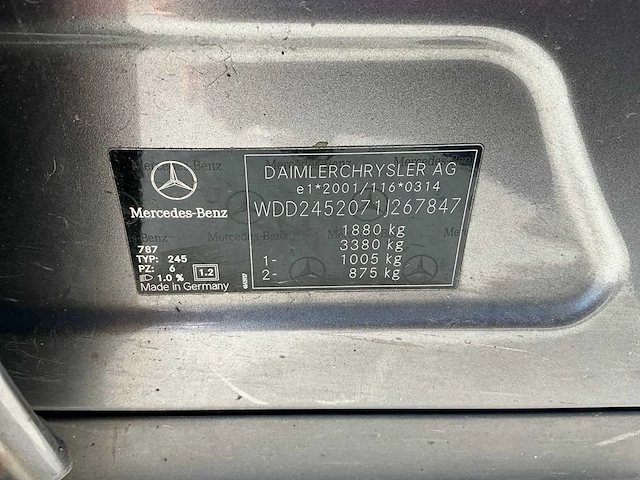 Mercedes-Benz
787
TYP: 245
PZ: 6
1.0 % 1.2
Made in Germany
DAIMLERCHRYSLER AG
e1*2001/116*0314
WDD2452071J267847
1880 kg
3380 kg
1- 1005 kg
2- 875 kg